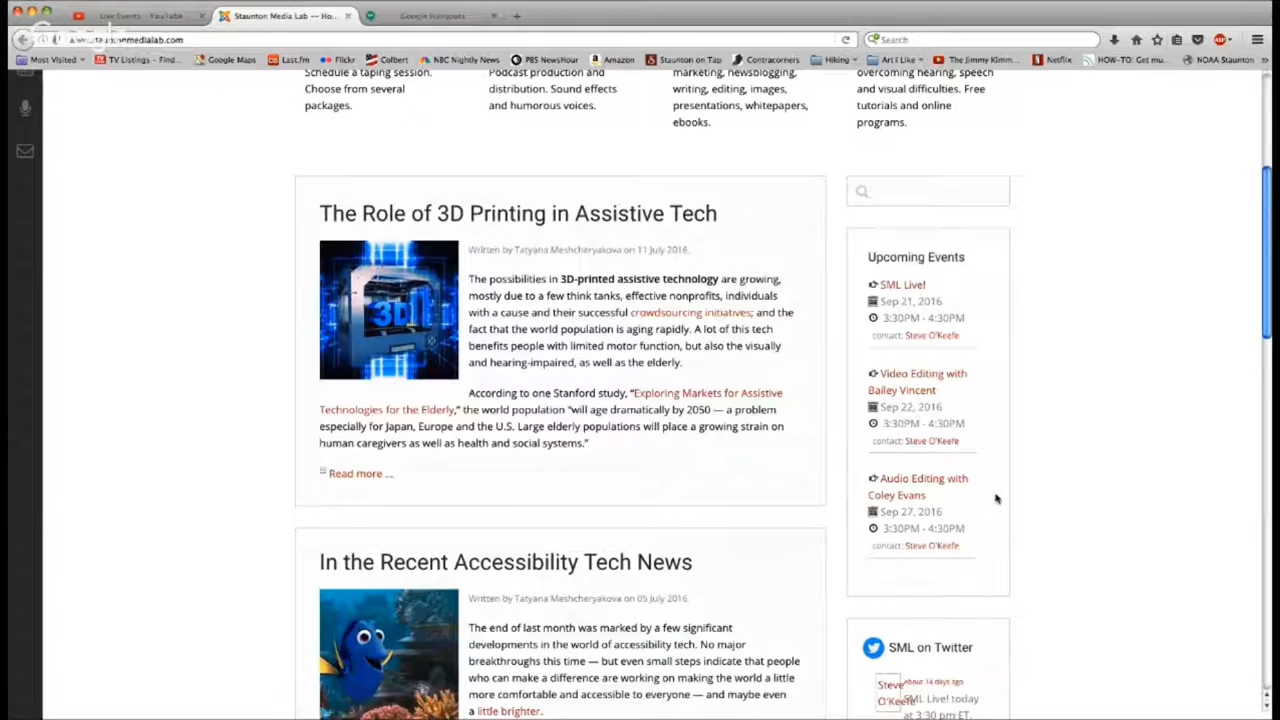 Live Events - YouTube
Staunton Media Lab -- Ho...
Google Hangouts
Google
stauntonmedialab.com
Search
Most Visited
TV Listings – Find...
Google Maps
Last.fm
Flickr
Colbert
NBC Nightly News
PBS NewsHour
Amazon
Staunton on Tap
Contracorners
Hiking
Art I Like
The Jimmy Kimm...
Netflix
HOW-TO: Get mu...
NOAA Staunton
Schedule a taping session.
Choose from several
packages.
Podcast production and
distribution. Sound effects
and humorous voices.
marketing, newsblogging,
writing, editing, images,
presentations, whitepapers,
ebooks.
overcoming hearing, speech
and visual difficulties. Free
tutorials and online
programs.
The Role of 3D Printing in Assistive Tech
3D
Written by Tatyana Meshcheryakova on 11 July 2016.
The possibilities in 3D-printed assistive technology are growing,
mostly due to a few think tanks, effective nonprofits, individuals
with a cause and their successful crowdsourcing initiatives; and the
fact that the world population is aging rapidly. A lot of this tech
benefits people with limited motor function, but also the visually
and hearing-impaired, as well as the elderly.
According to one Stanford study, “Exploring Markets for Assistive
Technologies for the Elderly,” the world population “will age dramatically by 2050 — a problem
especially for Japan, Europe and the U.S. Large elderly populations will place a growing strain on
human caregivers as well as health and social systems.”
Read more ...
In the Recent Accessibility Tech News
Written by Tatyana Meshcheryakova on 05 July 2016.
The end of last month was marked by a few significant
developments in the world of accessibility tech. No major
breakthroughs this time — but even small steps indicate that people
who can make a difference are working on making the world a little
more comfortable and accessible to everyone — and maybe even
a little brighter.
Upcoming Events
SML Live!
Sep 21, 2016
3:30PM - 4:30PM
contact: Steve O'Keefe
Video Editing with
Bailey Vincent
Sep 22, 2016
3:30PM - 4:30PM
contact: Steve O'Keefe
Audio Editing with
Coley Evans
Sep 27, 2016
3:30PM - 4:30PM
contact: Steve O'Keefe
SML on Twitter
Steve O'Keefe
about 14 days ago
SML Live! today
at 3:30 pm ET.